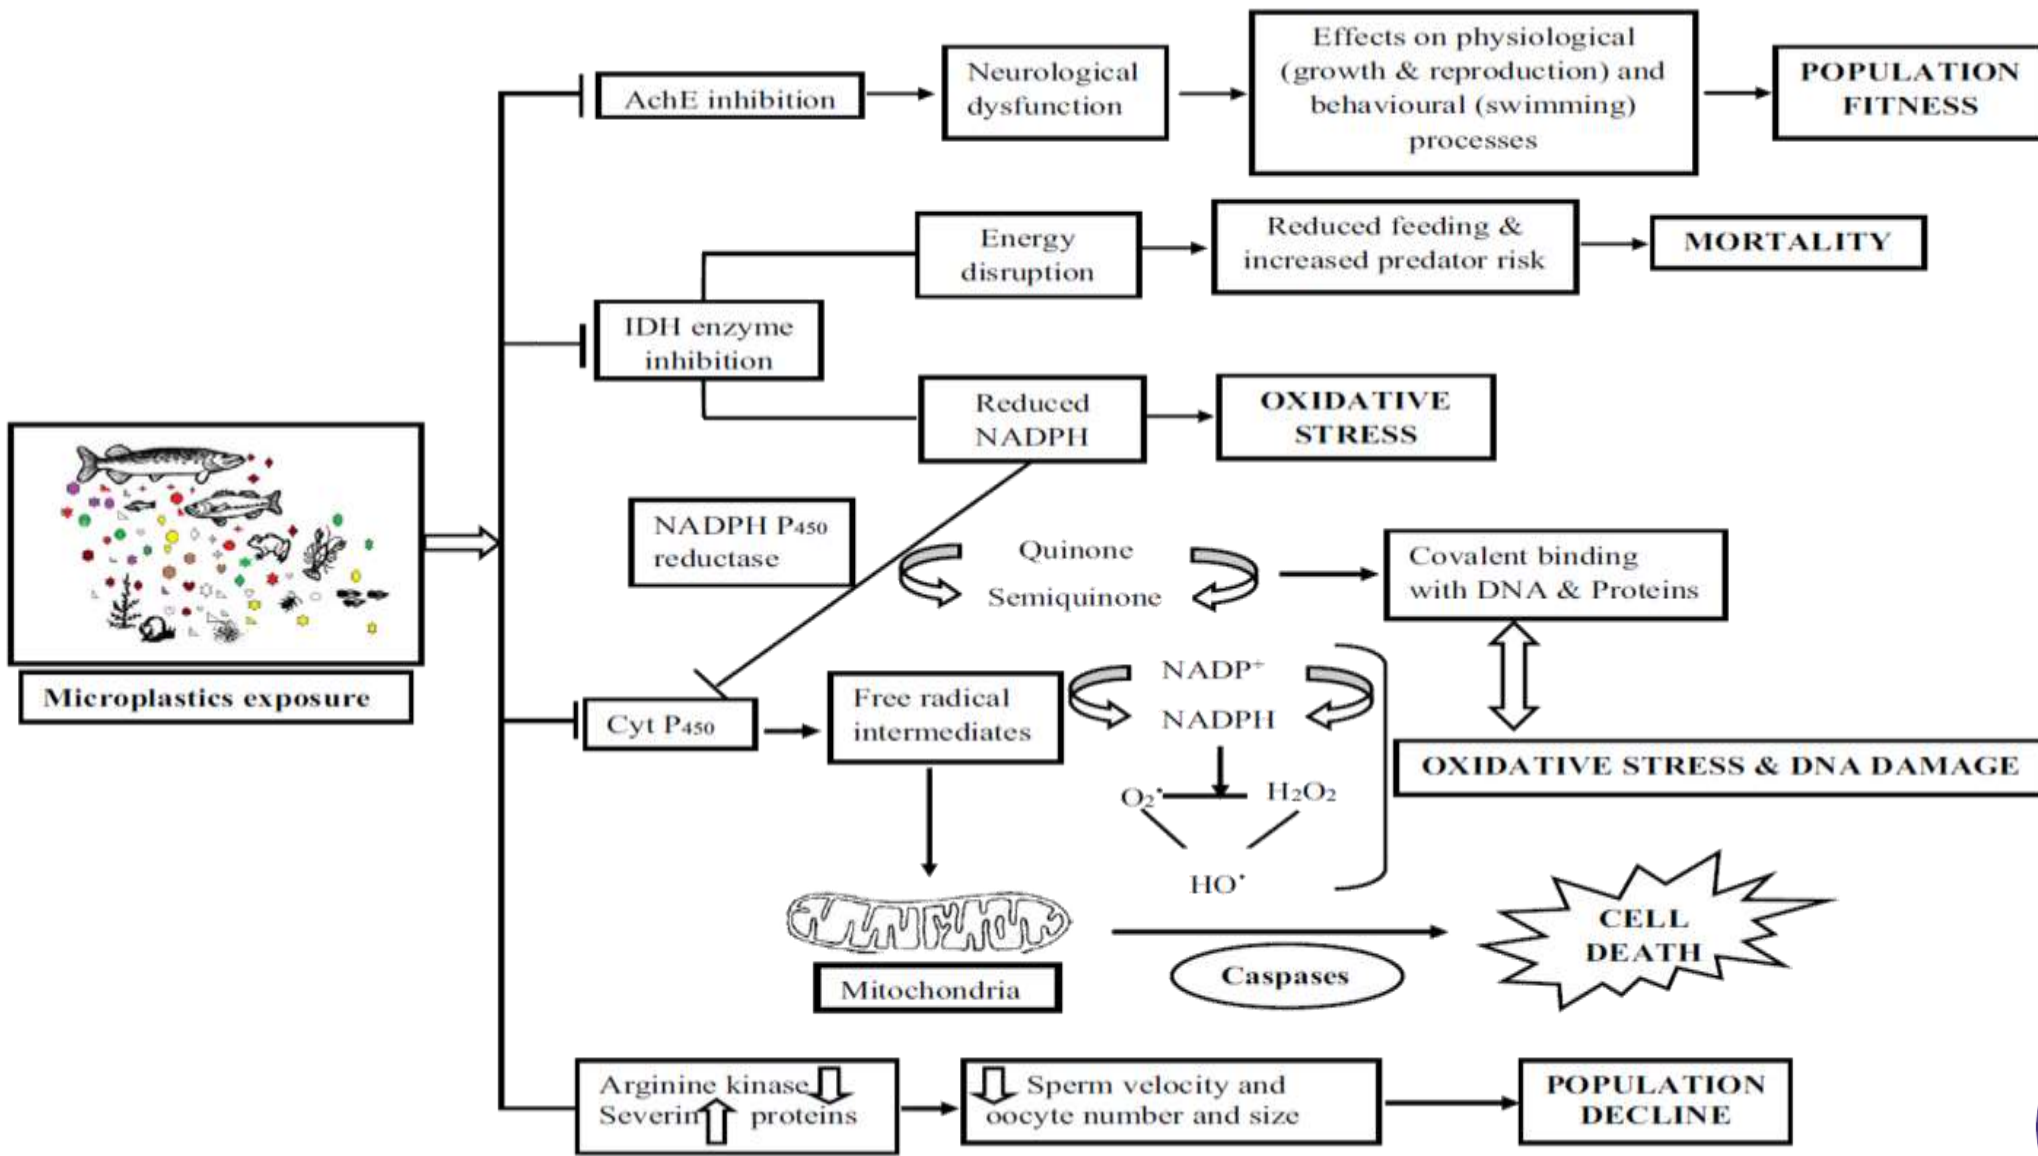 AchE inhibition
Neurological
dysfunction
Effects on physiological
(growth & reproduction) and
behavioural (swimming)
processes
POPULATION
FITNESS
IDH enzyme
inhibition
Energy
disruption
Reduced feeding &
increased predator risk
MORTALITY
Reduced
NADPH
OXIDATIVE
STRESS
Microplastics exposure
NADPH P₄₅₀
reductase
Quinone
Semiquinone
Covalent binding
with DNA & Proteins
Cyt P₄₅₀
Free radical
intermediates
NADP⁺
NADPH
O₂•
H₂O₂
HO•
OXIDATIVE STRESS & DNA DAMAGE
Mitochondria
Caspases
CELL
DEATH
Arginine kinase
Severin proteins
Sperm velocity and
oocyte number and size
POPULATION
DECLINE